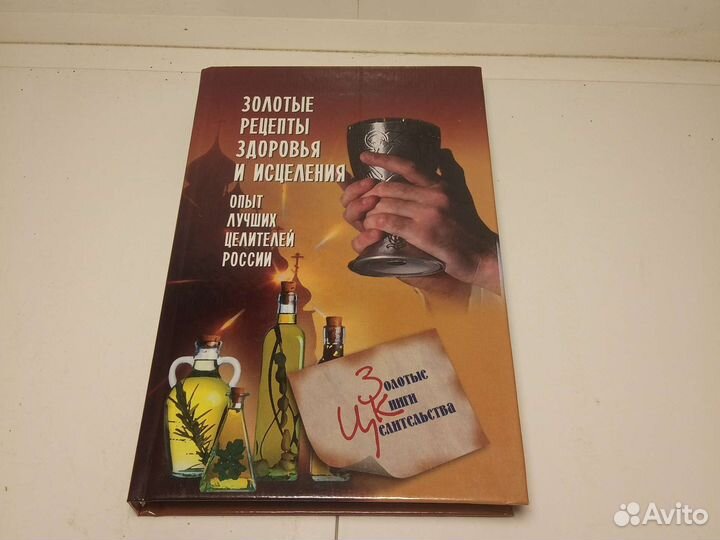 ЗОЛОТЫЕ
РЕЦЕПТЫ
ЗДОРОВЬЯ
И ИСЦЕЛЕНИЯ
ОПЫТ
ЛУЧШИХ
ЦЕЛИТЕЛЕЙ
РОССИИ
Золотые
Книги
Целительства
Avito